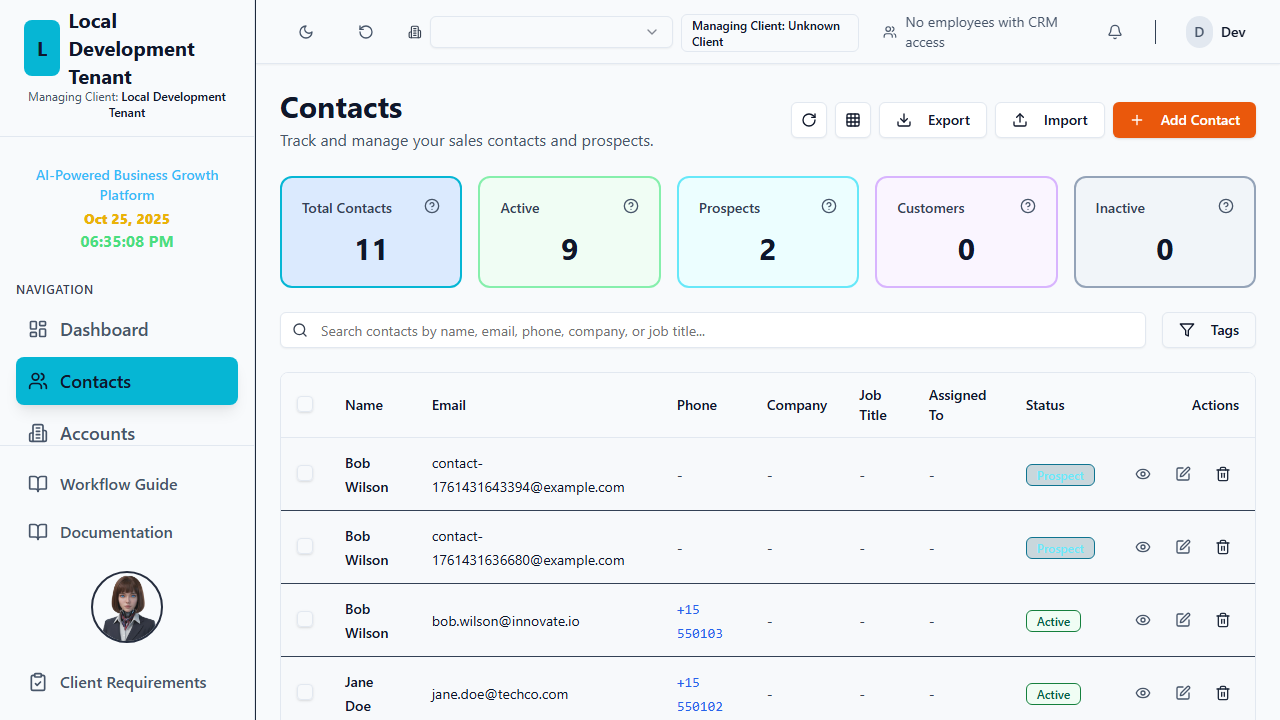 L
Local
Development
Tenant
Managing Client: Local Development
Tenant
AI-Powered Business Growth
Platform
Oct 25, 2025
06:35:08 PM
NAVIGATION
Dashboard
Contacts
Accounts
Workflow Guide
Documentation
Client Requirements
Managing Client: Unknown
Client
No employees with CRM
access
D
Dev
Contacts
Track and manage your sales contacts and prospects.
Export
Import
Add Contact
Total Contacts
11
Active
9
Prospects
2
Customers
0
Inactive
0
Search contacts by name, email, phone, company, or job title...
Tags
Name Email Phone Company Job Title Assigned To Status Actions
Bob Wilson contact-1761431643394@example.com - - - - Prospect
Bob Wilson contact-1761431636680@example.com - - - - Prospect
Bob Wilson bob.wilson@innovate.io +15 550103 - - - Active
Jane Doe jane.doe@techco.com +15 550102 - - - Active